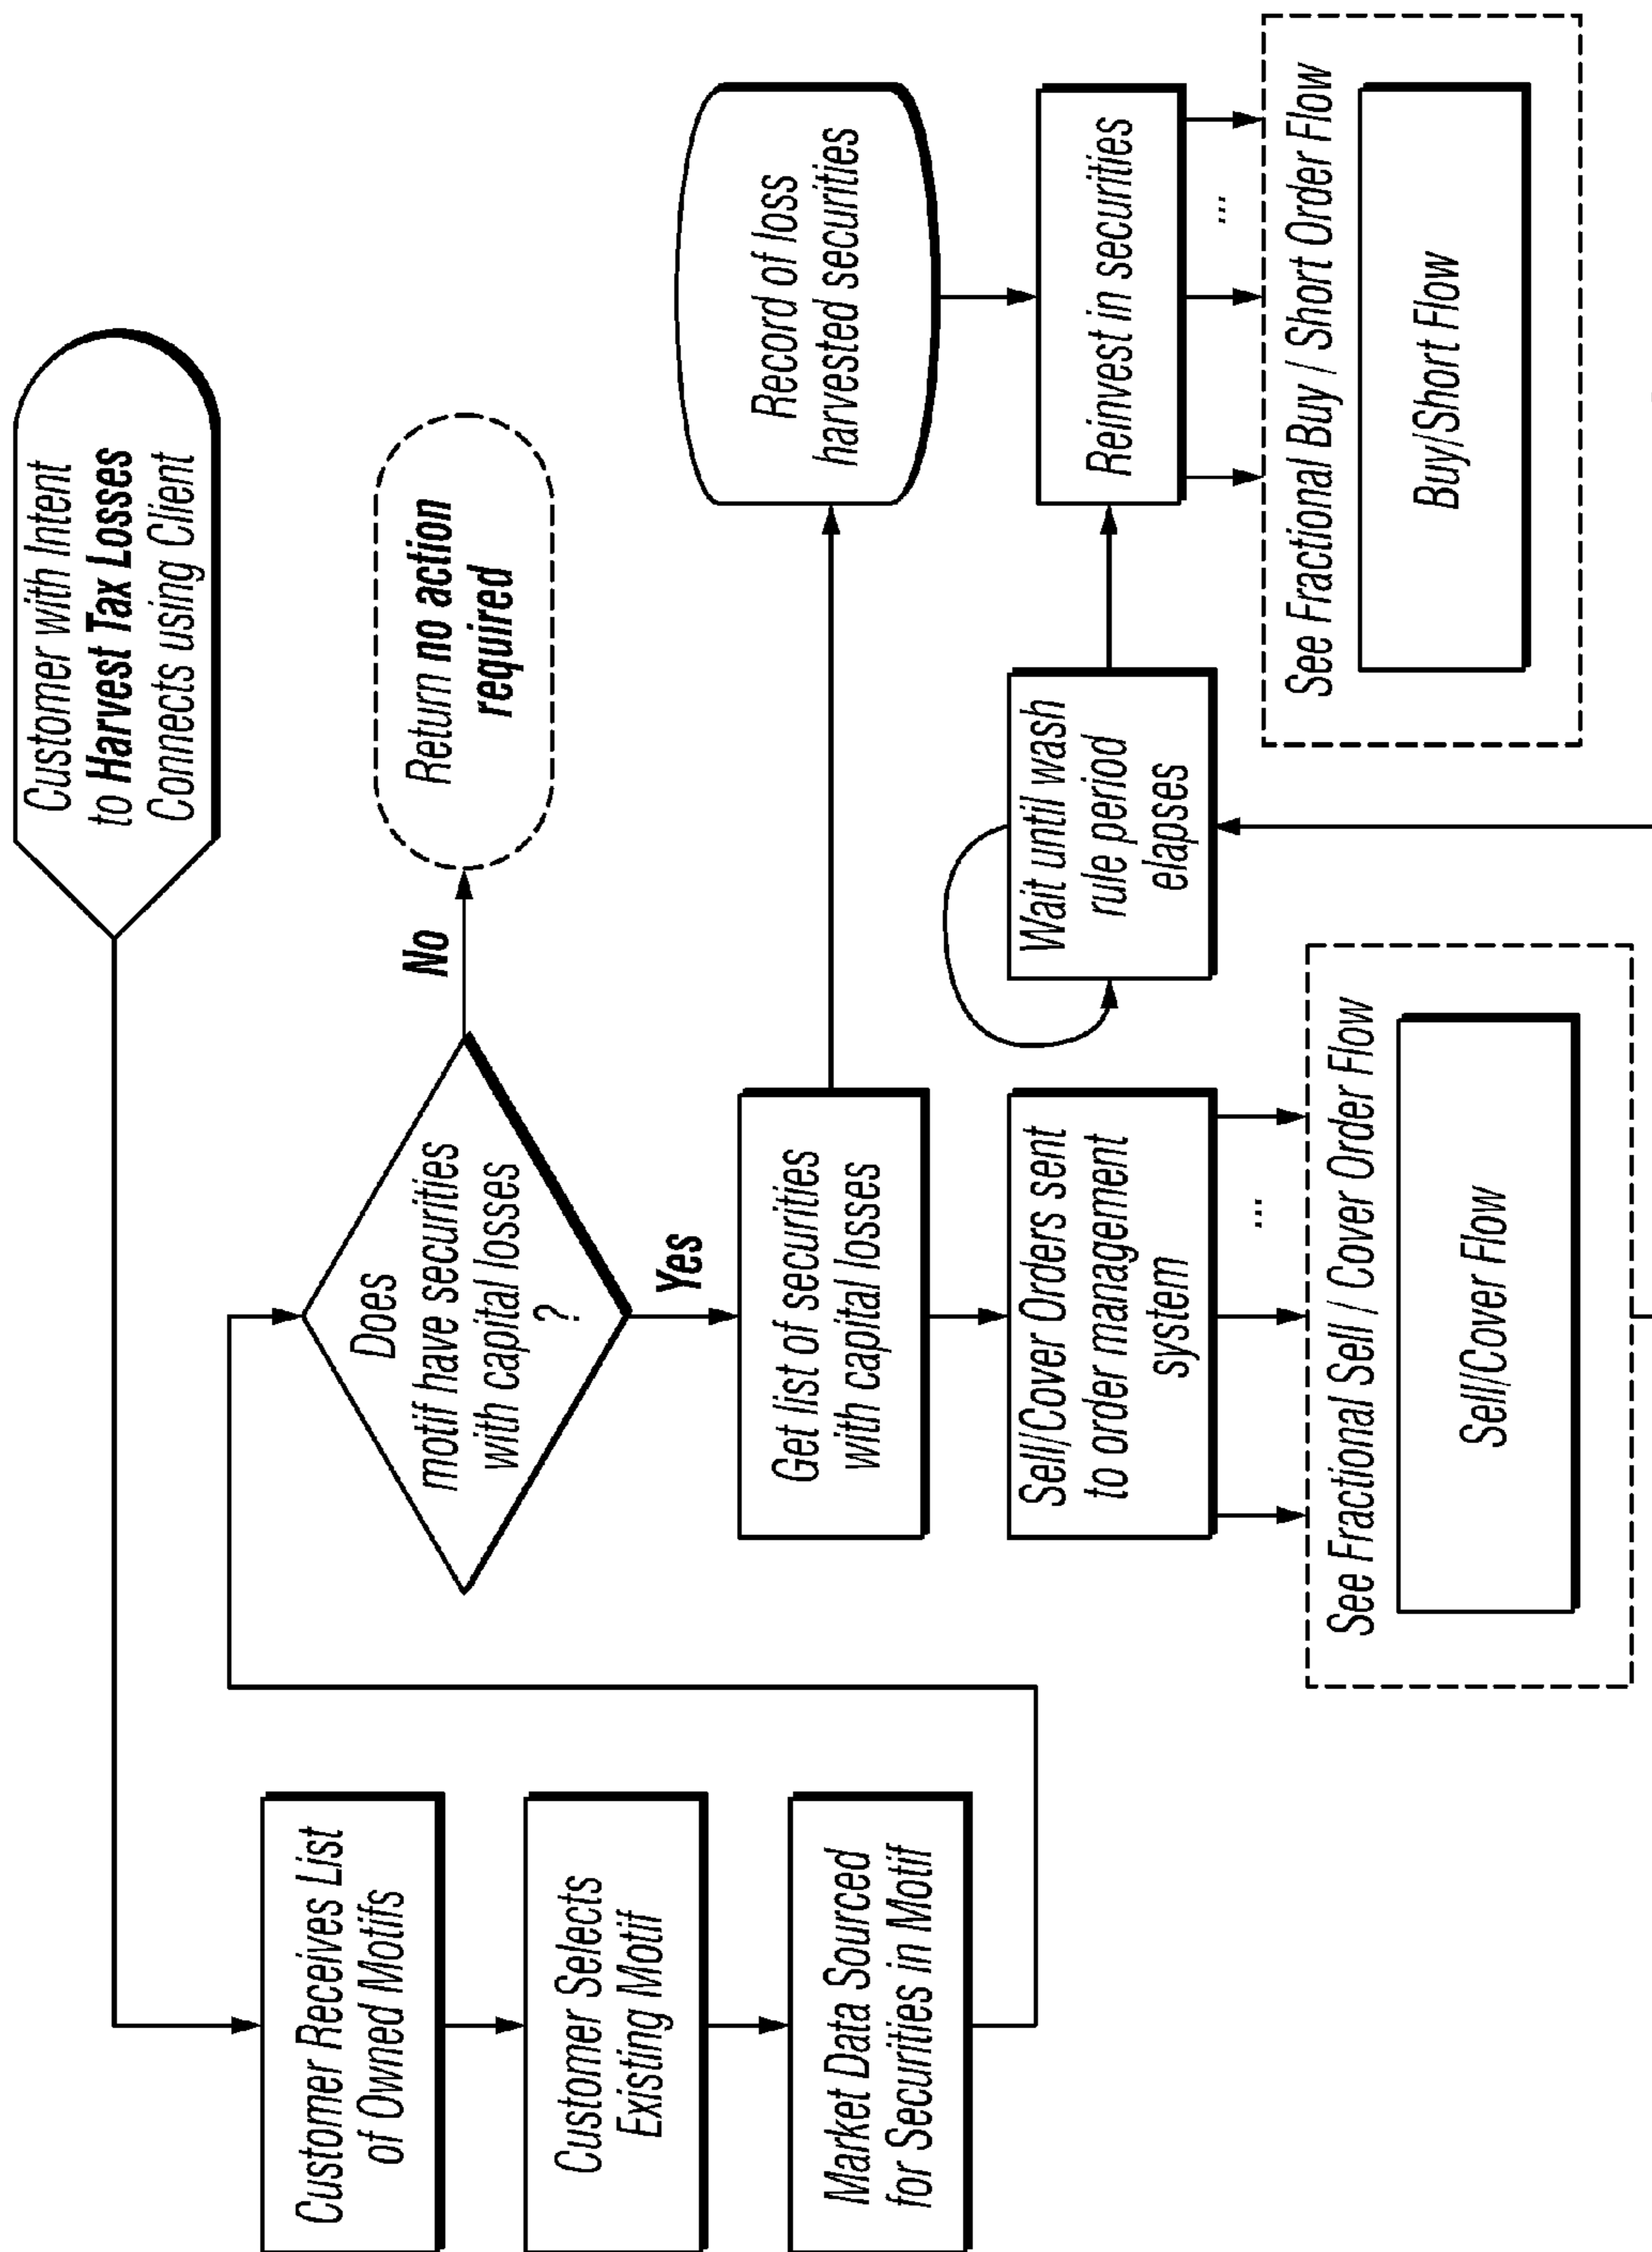 Customer with Intent
to Harvest Tax Losses
Connects using Client
Customer Receives List
of Owned Motifs
Customer Selects
Existing Motif
Market Data Sourced
for Securities in Motif
Does
motif have securities
with capital losses
?
No
Return no action
required
Yes
Get list of securities
with capital losses
Record of loss
harvested securities
Sell/Cover Orders sent
to order management
system
...
See Fractional Sell / Cover Order Flow
Sell/Cover Flow
Wait until wash
rule period
elapses
Reinvest in securities
...
See Fractional Buy / Short Order Flow
Buy/Short Flow